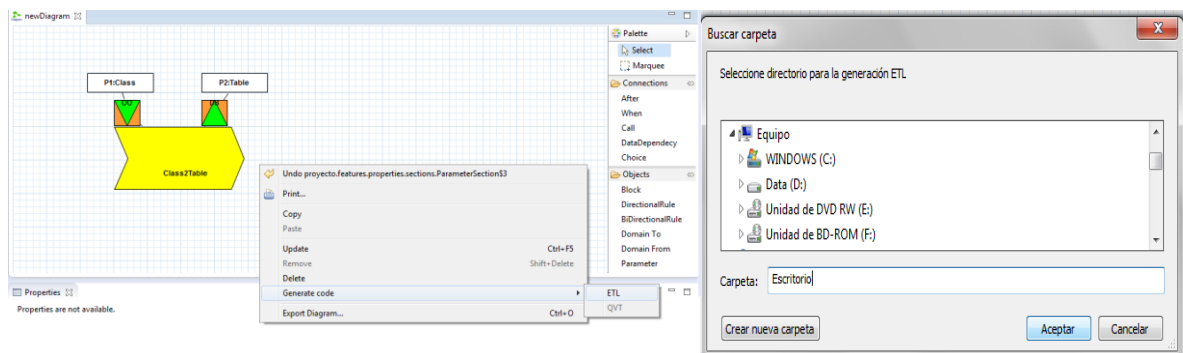 newDiagram
Palette
Select
Marquee
Connections
After
When
Call
DataDependecy
Choice
Objects
Block
DirectionalRule
BiDirectionalRule
Domain To
Domain From
Parameter
P1:Class
P2:Table
OO
DB
Class2Table
Undo proyecto.features.properties.sections.ParameterSection$3
Print...
Copy
Paste
Update Ctrl+F5
Remove Shift+Delete
Delete
Generate code
Export Diagram... Ctrl+O
ETL
QVT
Properties
Properties are not available.
Buscar carpeta
X
Seleccione directorio para la generación ETL
Equipo
WINDOWS (C:)
Data (D:)
Unidad de DVD RW (E:)
Unidad de BD-ROM (F:)
Carpeta: Escritorio
Crear nueva carpeta Aceptar Cancelar